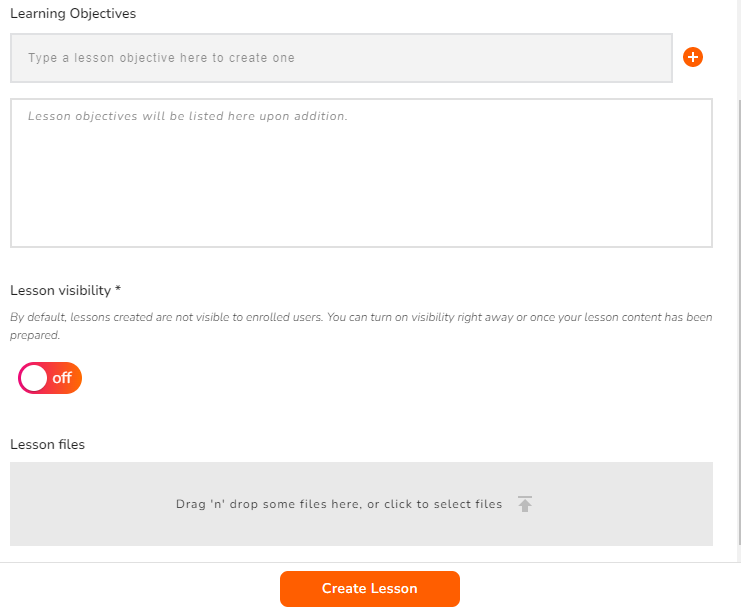 Learning Objectives
Type a lesson objective here to create one
Lesson objectives will be listed here upon addition.
Lesson visibility *
By default, lessons created are not visible to enrolled users. You can turn on visibility right away or once your lesson content has been
prepared.
off
Lesson files
Drag 'n' drop some files here, or click to select files
Create Lesson